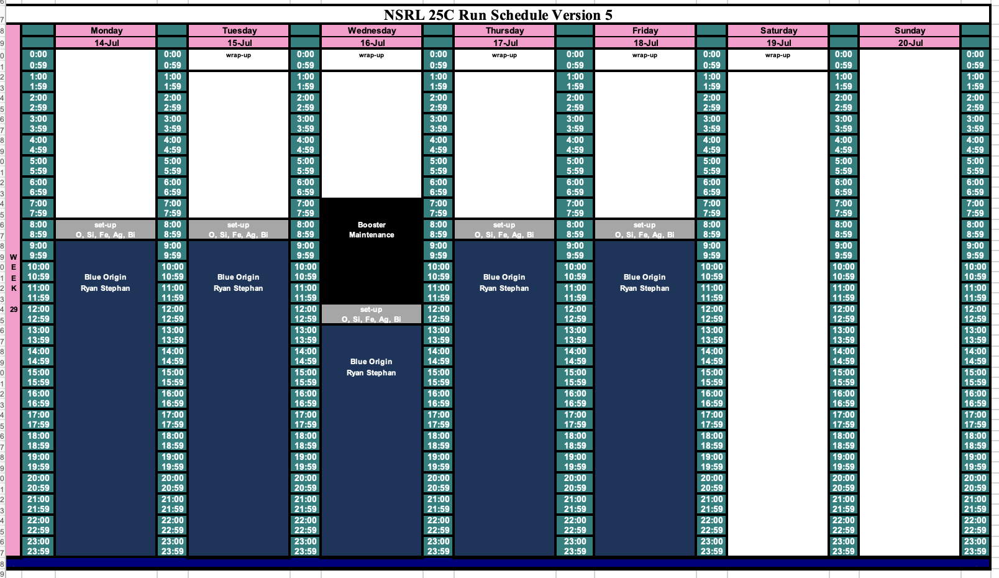 NSRL 25C Run Schedule Version 5
Monday Tuesday Wednesday Thursday Friday Saturday Sunday
14-Jul 15-Jul 16-Jul 17-Jul 18-Jul 19-Jul 20-Jul
0:00 0:00 wrap-up 0:00 wrap-up 0:00 wrap-up 0:00 wrap-up 0:00 wrap-up 0:00 0:00
0:59 0:59 0:59 0:59 0:59 0:59 0:59 0:59
1:00 1:00 1:00 1:00 1:00 1:00 1:00 1:00
1:59 1:59 1:59 1:59 1:59 1:59 1:59 1:59
2:00 2:00 2:00 2:00 2:00 2:00 2:00 2:00
2:59 2:59 2:59 2:59 2:59 2:59 2:59 2:59
3:00 3:00 3:00 3:00 3:00 3:00 3:00 3:00
3:59 3:59 3:59 3:59 3:59 3:59 3:59 3:59
4:00 4:00 4:00 4:00 4:00 4:00 4:00 4:00
4:59 4:59 4:59 4:59 4:59 4:59 4:59 4:59
5:00 5:00 5:00 5:00 5:00 5:00 5:00 5:00
5:59 5:59 5:59 5:59 5:59 5:59 5:59 5:59
6:00 6:00 6:00 6:00 6:00 6:00 6:00 6:00
6:59 6:59 6:59 6:59 6:59 6:59 6:59 6:59
7:00 7:00 7:00 7:00 7:00 7:00 7:00 7:00
7:59 7:59 7:59 7:59 7:59 7:59 7:59 7:59
8:00 set-up 8:00 set-up 8:00 Booster 8:00 set-up 8:00 set-up 8:00 8:00 8:00
8:59 O, Si, Fe, Ag, Bi 8:59 O, Si, Fe, Ag, Bi 8:59 Maintenance 8:59 O, Si, Fe, Ag, Bi 8:59 O, Si, Fe, Ag, Bi 8:59 8:59 8:59
9:00 9:00 9:00 9:00 9:00 9:00 9:00 9:00
W 9:59 9:59 9:59 9:59 9:59 9:59 9:59 9:59
E 10:00 10:00 10:00 10:00 10:00 10:00 10:00 10:00
E 10:59 Blue Origin 10:59 Blue Origin 10:59 10:59 Blue Origin 10:59 Blue Origin 10:59 10:59 10:59
K 11:00 Ryan Stephan 11:00 Ryan Stephan 11:00 11:00 Ryan Stephan 11:00 Ryan Stephan 11:00 11:00 11:00
11:59 11:59 11:59 11:59 11:59 11:59 11:59 11:59
29 12:00 12:00 12:00 set-up 12:00 12:00 12:00 12:00 12:00
12:59 12:59 12:59 O, Si, Fe, Ag, Bi 12:59 12:59 12:59 12:59 12:59
13:00 13:00 13:00 13:00 13:00 13:00 13:00 13:00
13:59 13:59 13:59 13:59 13:59 13:59 13:59 13:59
14:00 14:00 14:00 14:00 14:00 14:00 14:00 14:00
14:59 14:59 14:59 Blue Origin 14:59 14:59 14:59 14:59 14:59
15:00 15:00 15:00 Ryan Stephan 15:00 15:00 15:00 15:00 15:00
15:59 15:59 15:59 15:59 15:59 15:59 15:59 15:59
16:00 16:00 16:00 16:00 16:00 16:00 16:00 16:00
16:59 16:59 16:59 16:59 16:59 16:59 16:59 16:59
17:00 17:00 17:00 17:00 17:00 17:00 17:00 17:00
17:59 17:59 17:59 17:59 17:59 17:59 17:59 17:59
18:00 18:00 18:00 18:00 18:00 18:00 18:00 18:00
18:59 18:59 18:59 18:59 18:59 18:59 18:59 18:59
19:00 19:00 19:00 19:00 19:00 19:00 19:00 19:00
19:59 19:59 19:59 19:59 19:59 19:59 19:59 19:59
20:00 20:00 20:00 20:00 20:00 20:00 20:00 20:00
20:59 20:59 20:59 20:59 20:59 20:59 20:59 20:59
21:00 21:00 21:00 21:00 21:00 21:00 21:00 21:00
21:59 21:59 21:59 21:59 21:59 21:59 21:59 21:59
22:00 22:00 22:00 22:00 22:00 22:00 22:00 22:00
22:59 22:59 22:59 22:59 22:59 22:59 22:59 22:59
23:00 23:00 23:00 23:00 23:00 23:00 23:00 23:00
23:59 23:59 23:59 23:59 23:59 23:59 23:59 23:59